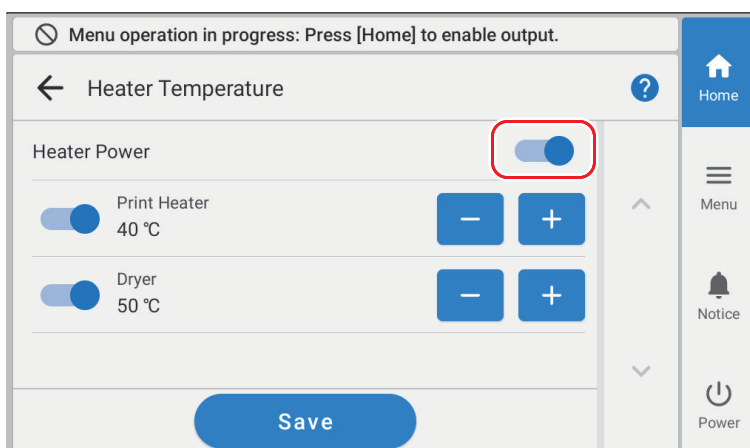 Menu operation in progress: Press [Home] to enable output.
Heater Temperature
?
Home
Heater Power
Print Heater
40 ℃
Menu
Dryer
50 ℃
Notice
Save
Power